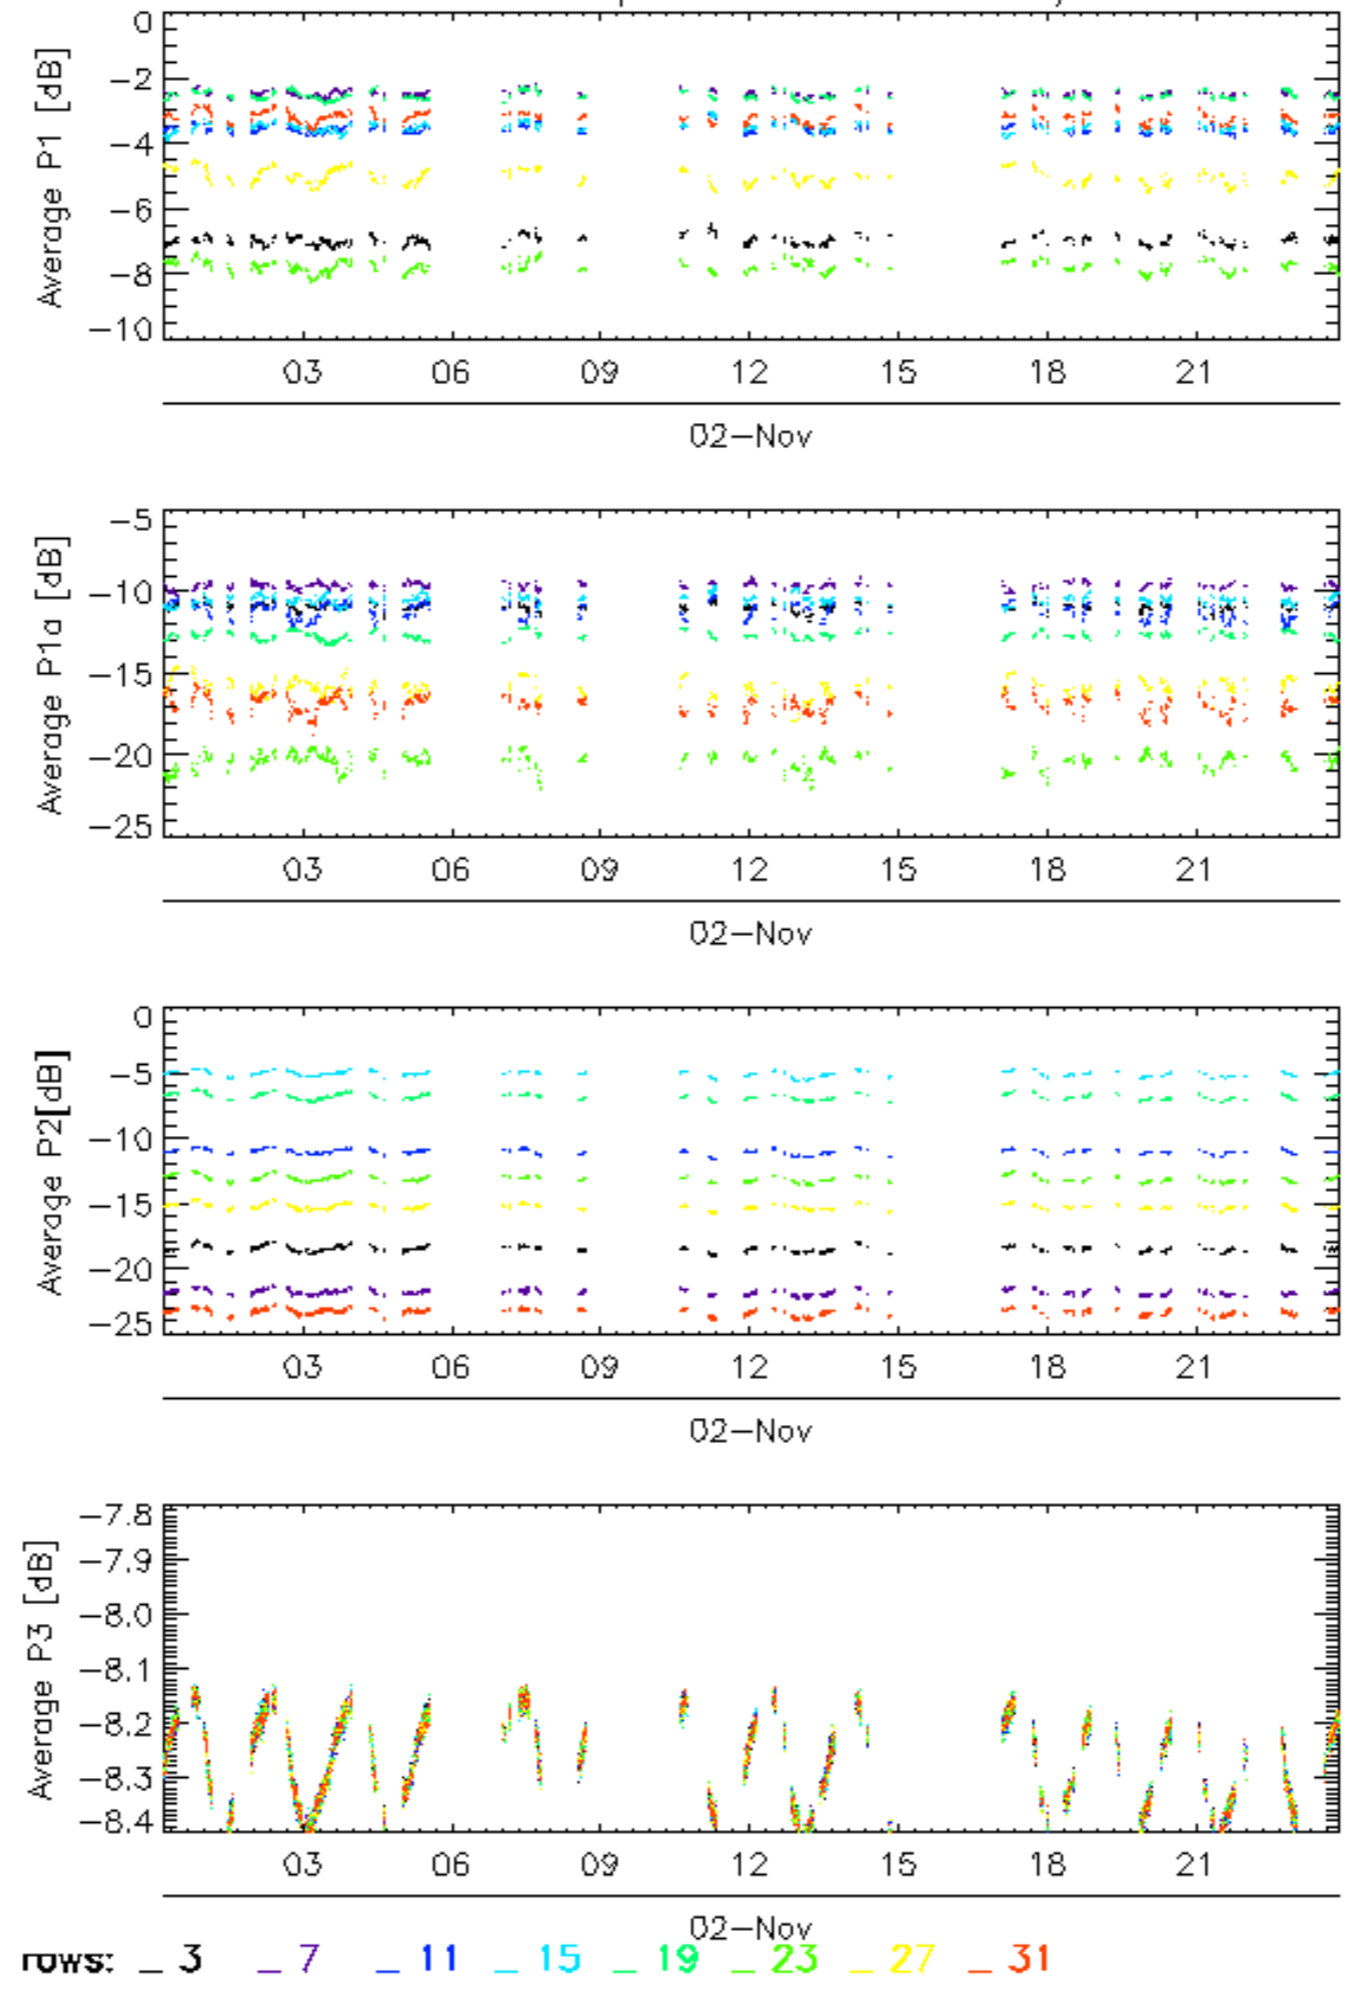 0
−2
−4
−6
−8
−10
Average P1 [dB]
03 06 09 12 15 18 21
02−Nov
−5
−10
−15
−20
−25
Average P1a [dB]
03 06 09 12 15 18 21
02−Nov
0
−5
−10
−15
−20
−25
Average P2[dB]
03 06 09 12 15 18 21
02−Nov
−7.8
−7.9
−8.0
−8.1
−8.2
−8.3
−8.4
Average P3 [dB]
03 06 09 12 15 18 21
02−Nov
rows: _ 3 _ 7 _ 11 _ 15 _ 19 _ 23 _ 27 _ 31